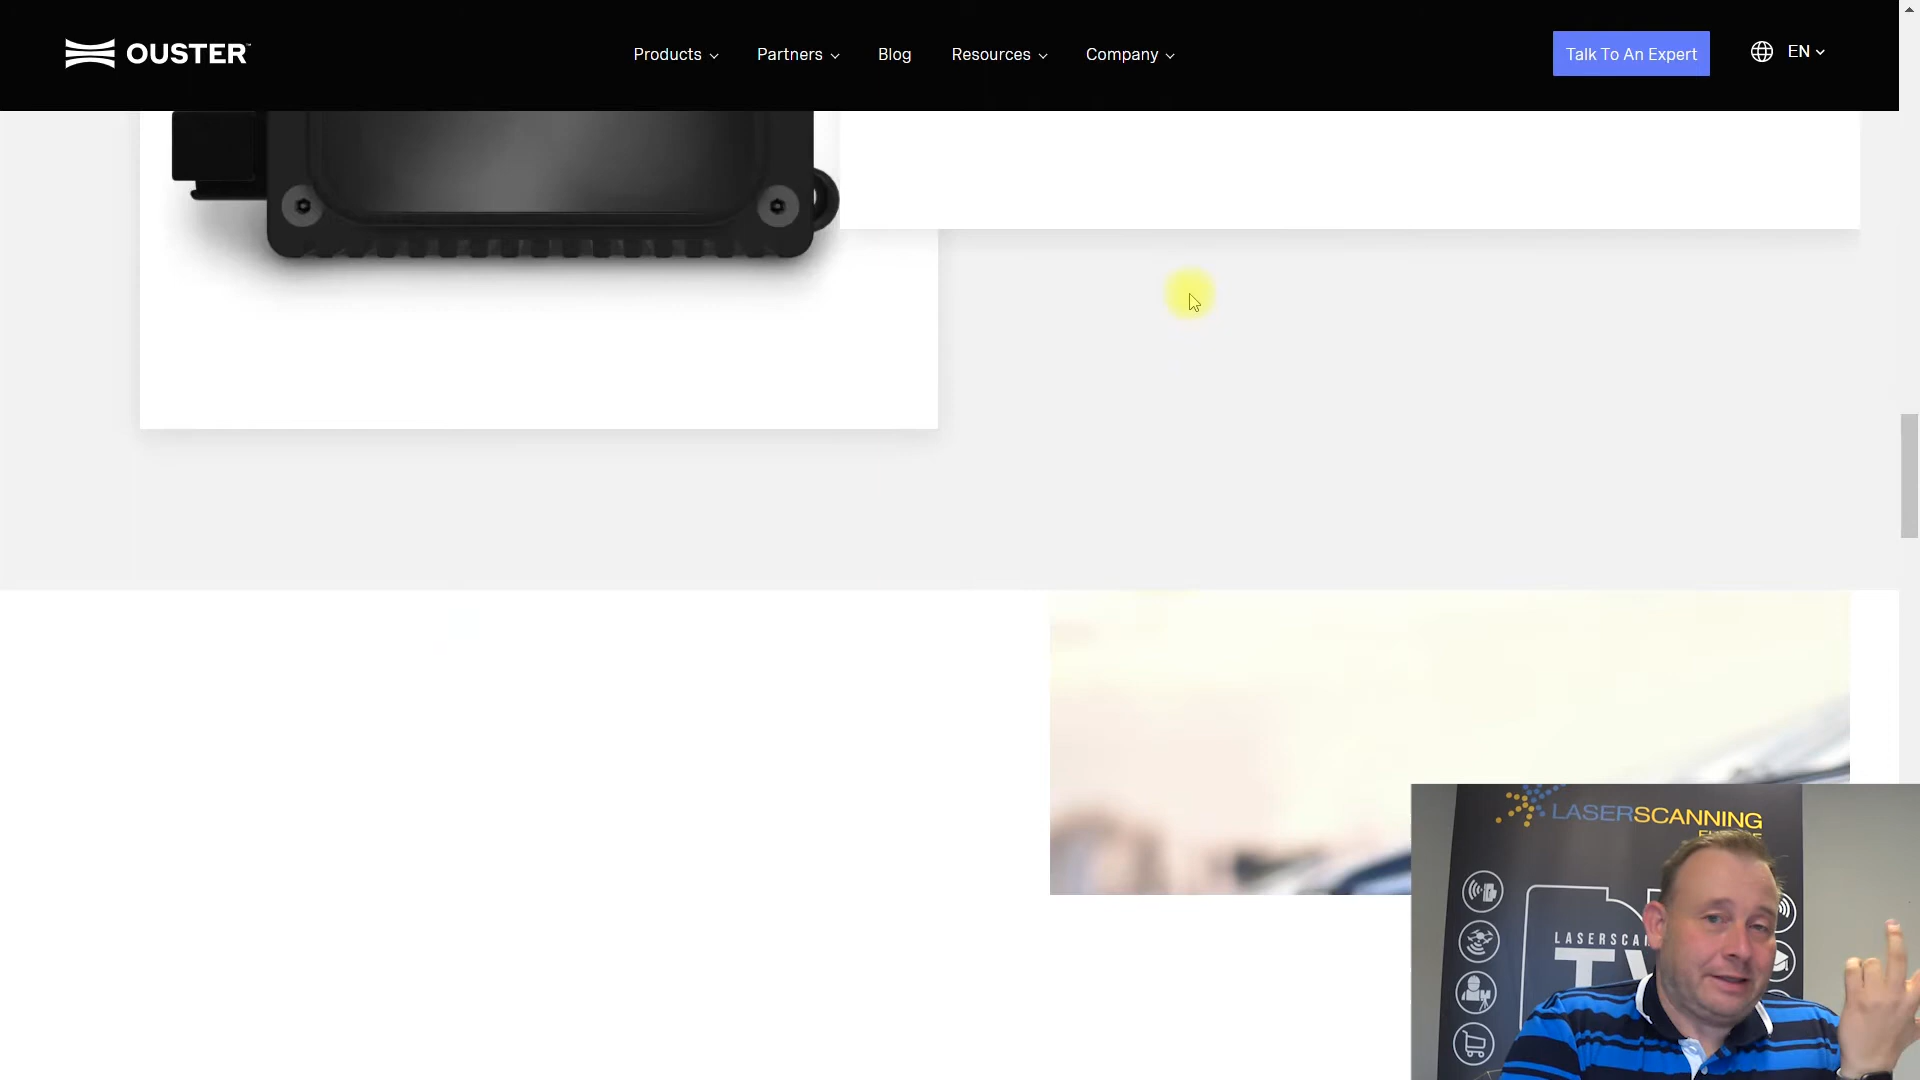 OUSTER
Products
Partners
Blog
Resources
Company
Talk To An Expert
EN
LASERSCANNING
LASERSCA
TV